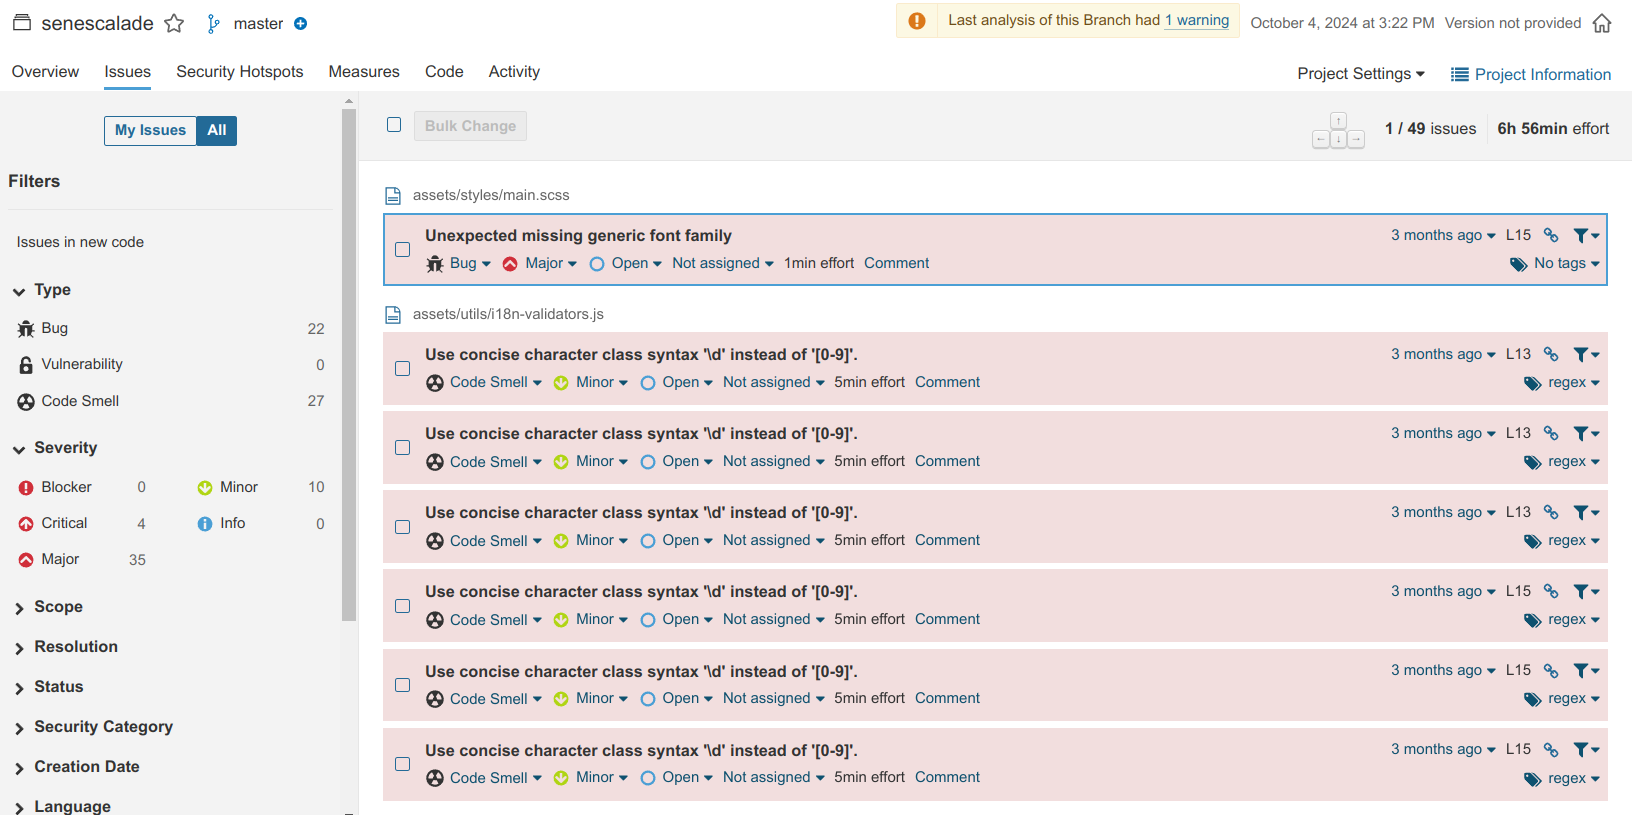 senescalade master Last analysis of this Branch had 1 warning October 4, 2024 at 3:22 PM Version not provided
Overview Issues Security Hotspots Measures Code Activity Project Settings Project Information
My Issues All
Filters
Issues in new code
Type
Bug 22
Vulnerability 0
Code Smell 27
Severity
Blocker 0 Minor 10
Critical 4 Info 0
Major 35
Scope
Resolution
Status
Security Category
Creation Date
Language
Bulk Change 1 / 49 issues 6h 56min effort
assets/styles/main.scss
Unexpected missing generic font family 3 months ago L15
Bug Major Open Not assigned 1min effort Comment No tags
assets/utils/i18n-validators.js
Use concise character class syntax '\d' instead of '[0-9]'. 3 months ago L13
Code Smell Minor Open Not assigned 5min effort Comment regex
Use concise character class syntax '\d' instead of '[0-9]'. 3 months ago L13
Code Smell Minor Open Not assigned 5min effort Comment regex
Use concise character class syntax '\d' instead of '[0-9]'. 3 months ago L13
Code Smell Minor Open Not assigned 5min effort Comment regex
Use concise character class syntax '\d' instead of '[0-9]'. 3 months ago L15
Code Smell Minor Open Not assigned 5min effort Comment regex
Use concise character class syntax '\d' instead of '[0-9]'. 3 months ago L15
Code Smell Minor Open Not assigned 5min effort Comment regex
Use concise character class syntax '\d' instead of '[0-9]'. 3 months ago L15
Code Smell Minor Open Not assigned 5min effort Comment regex